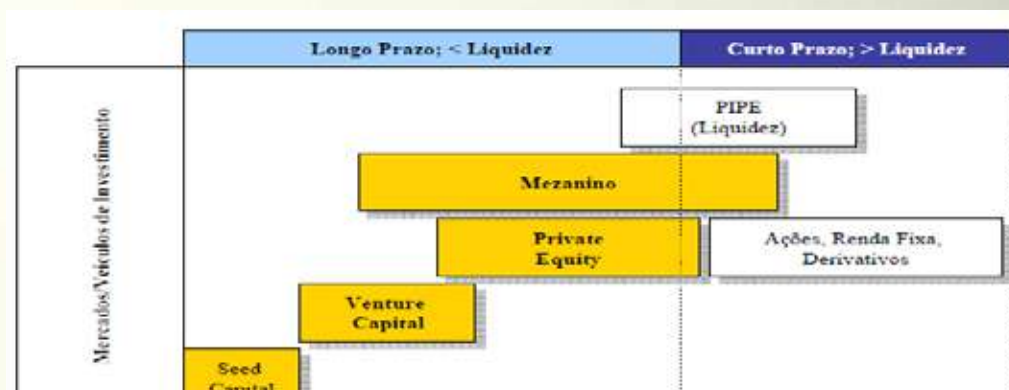 Longo Prazo; < Liquidez
Curto Prazo; > Liquidez
Mercados/Veículos de Investimento
PIPE
(Liquidez)
Mezanino
Private
Equity
Ações, Renda Fixa,
Derivativos
Venture
Capital
Seed
Capital